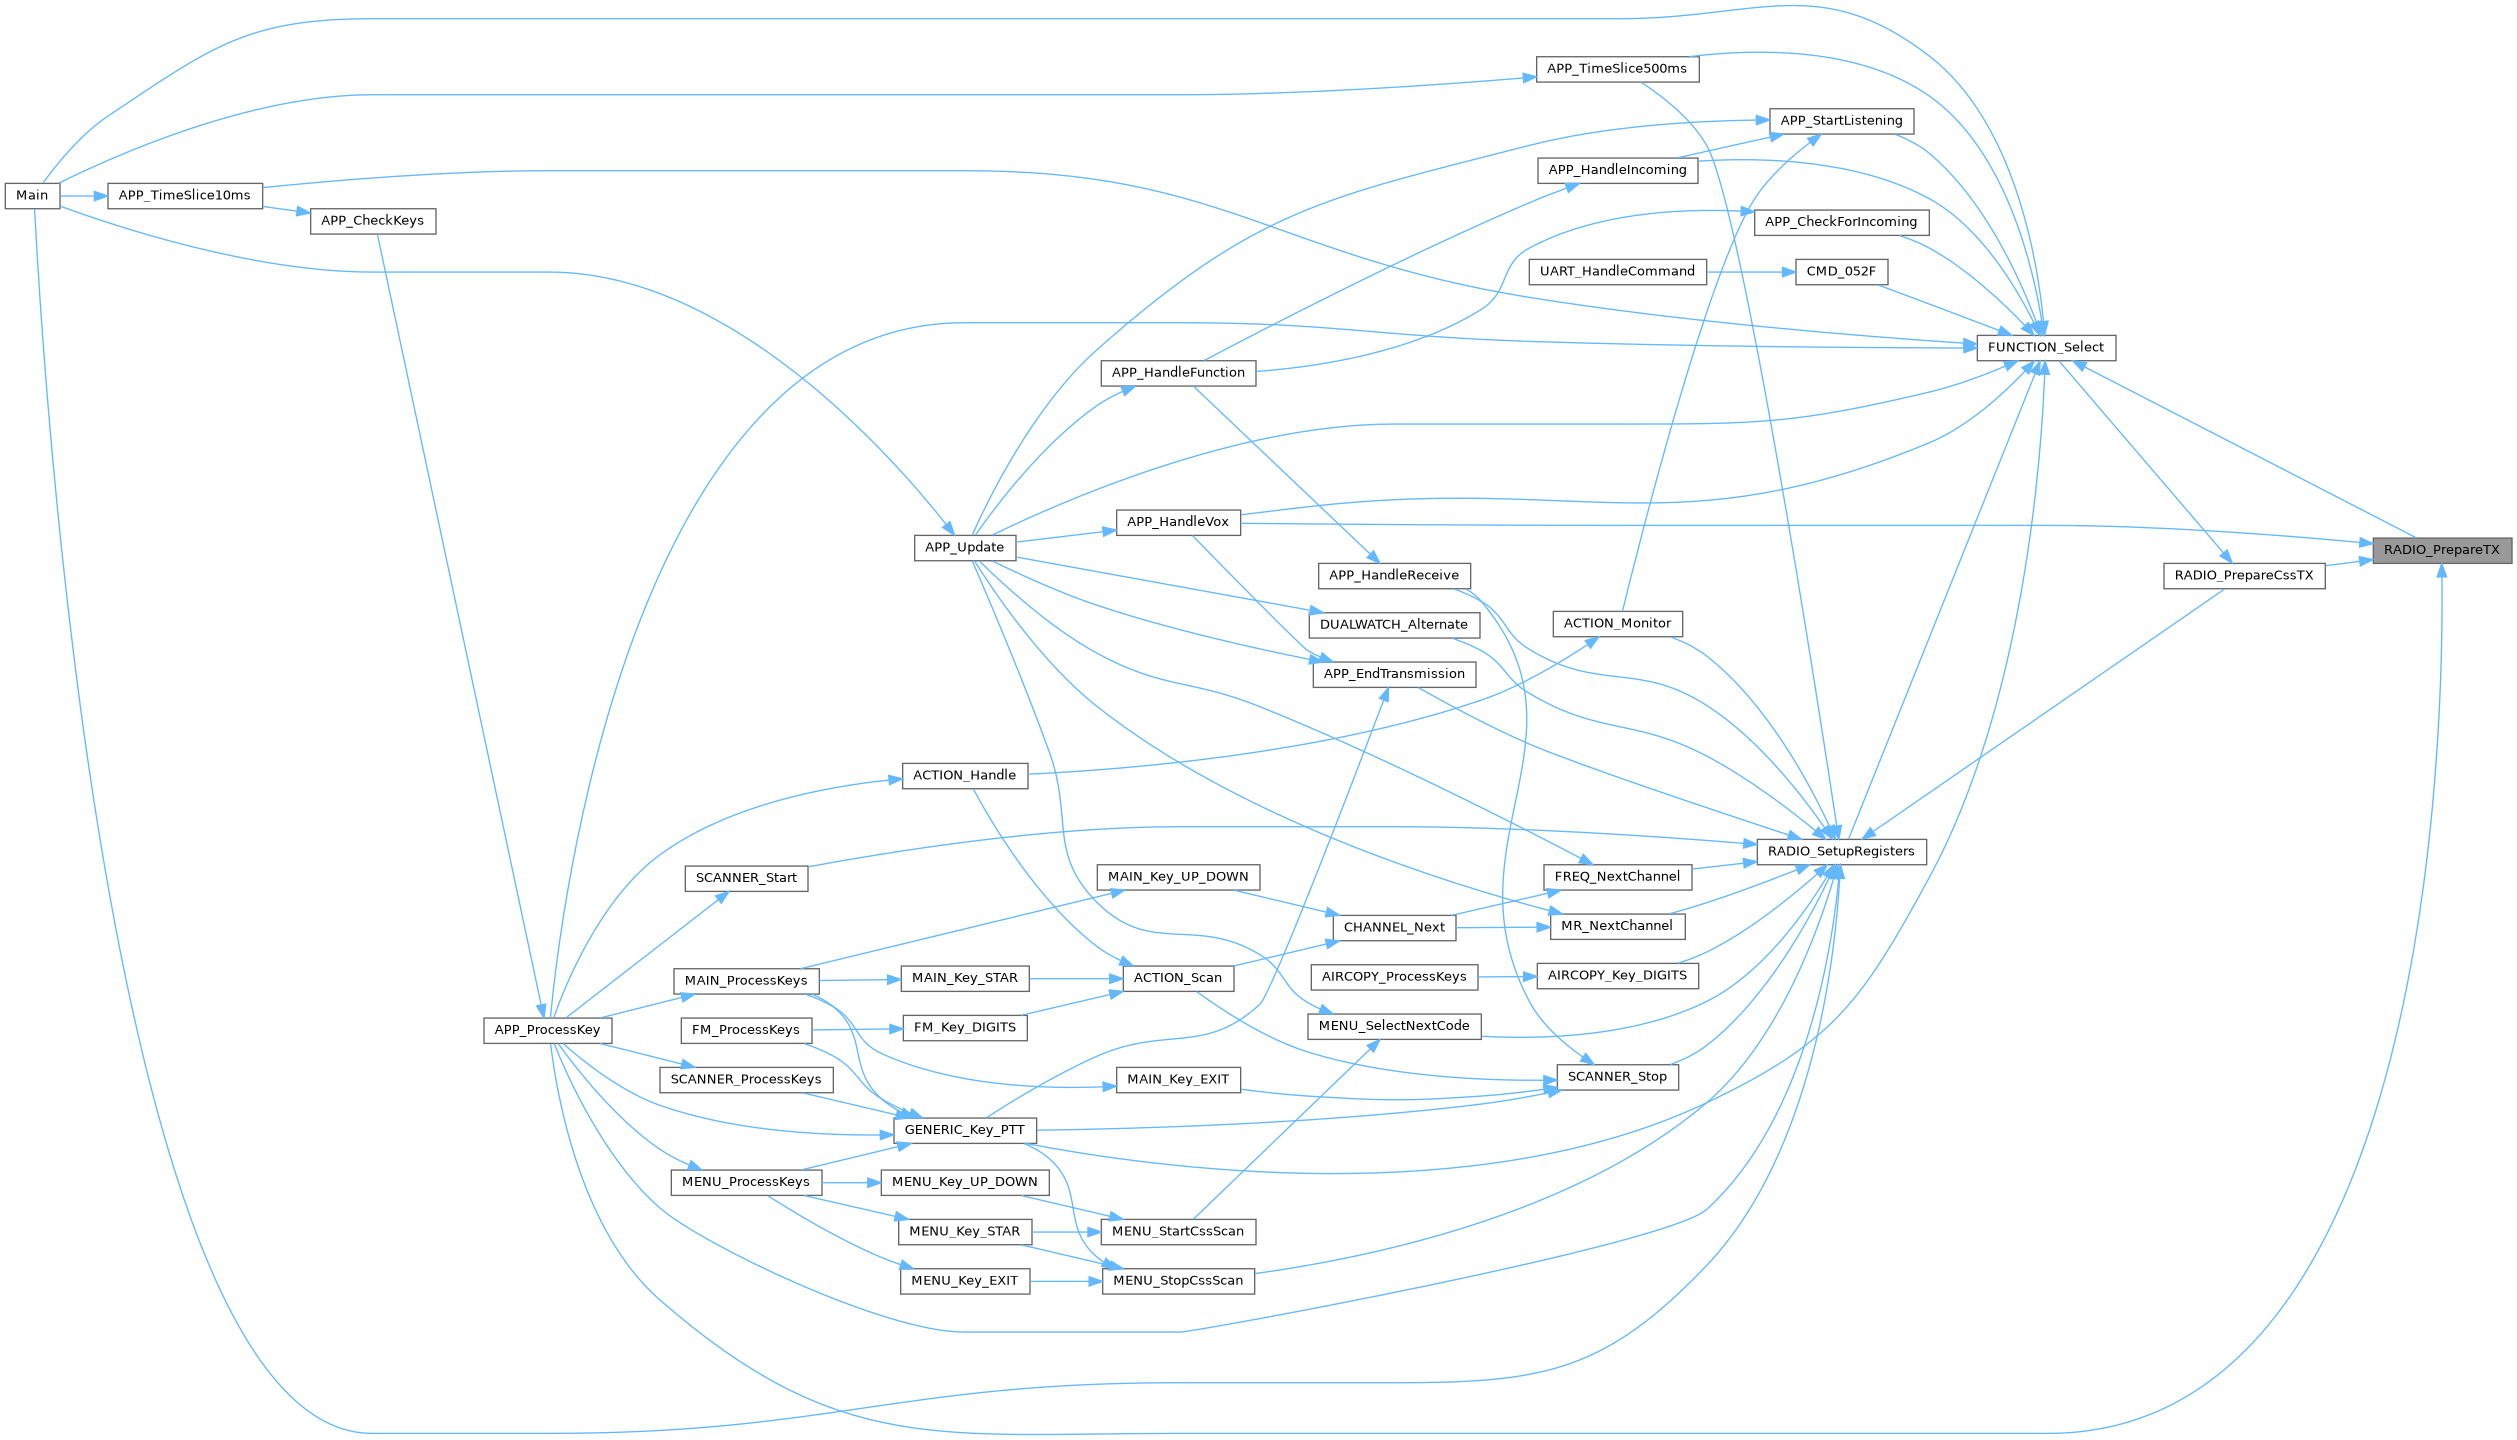 APP_TimeSlice500ms
APP_StartListening
APP_HandleIncoming
Main
APP_TimeSlice10ms
APP_CheckKeys
APP_CheckForIncoming
UART_HandleCommand
CMD_052F
FUNCTION_Select
APP_HandleFunction
APP_HandleVox
APP_Update
RADIO_PrepareTX
APP_HandleReceive
RADIO_PrepareCssTX
DUALWATCH_Alternate
ACTION_Monitor
APP_EndTransmission
ACTION_Handle
RADIO_SetupRegisters
SCANNER_Start
MAIN_Key_UP_DOWN
FREQ_NextChannel
CHANNEL_Next
MR_NextChannel
MAIN_ProcessKeys
MAIN_Key_STAR
ACTION_Scan
AIRCOPY_ProcessKeys
AIRCOPY_Key_DIGITS
APP_ProcessKey
FM_ProcessKeys
FM_Key_DIGITS
MENU_SelectNextCode
SCANNER_ProcessKeys
MAIN_Key_EXIT
SCANNER_Stop
GENERIC_Key_PTT
MENU_ProcessKeys
MENU_Key_UP_DOWN
MENU_Key_STAR
MENU_StartCssScan
MENU_Key_EXIT
MENU_StopCssScan